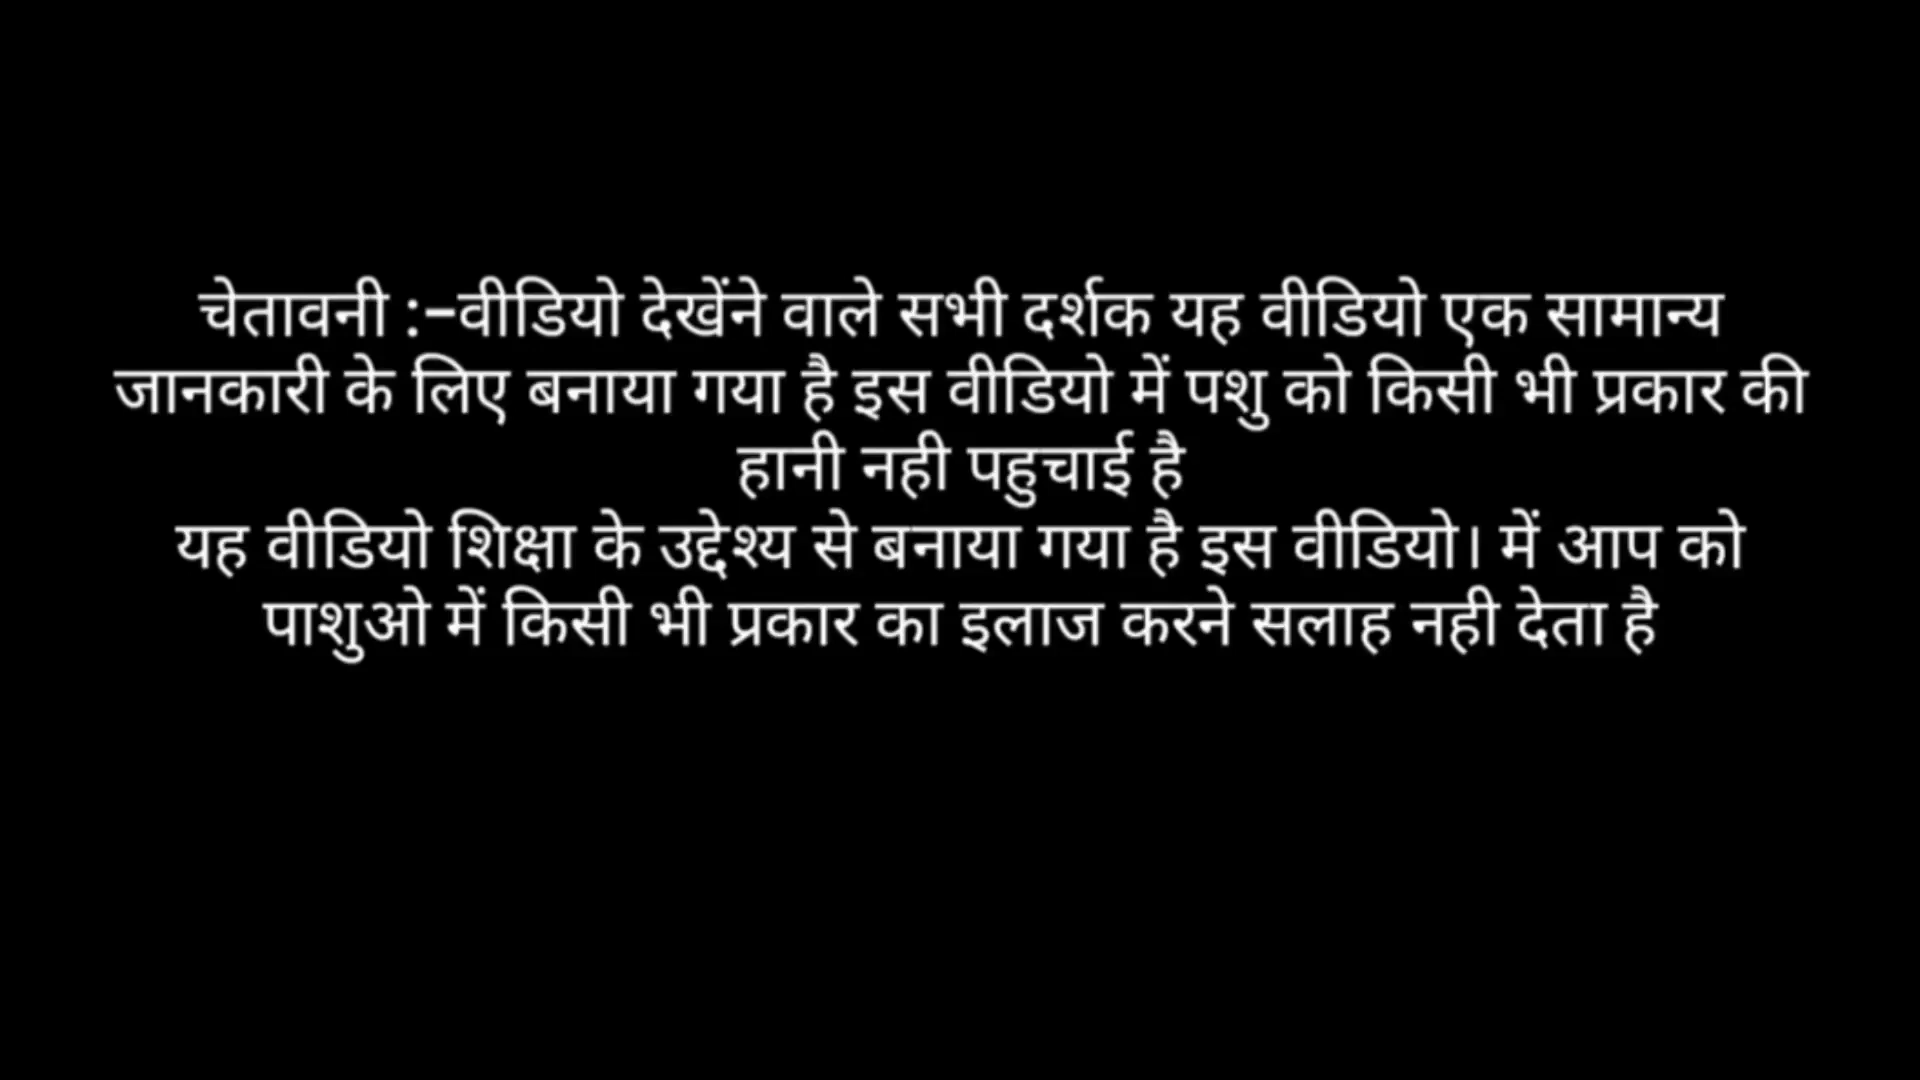 चेतावनी :-वीडियो देखेंने वाले सभी दर्शक यह वीडियो एक सामान्य
जानकारी के लिए बनाया गया है इस वीडियो में पशु को किसी भी प्रकार की
हानी नही पहुचाई है
यह वीडियो शिक्षा के उद्देश्य से बनाया गया है इस वीडियो। में आप को
पाशुओ में किसी भी प्रकार का इलाज करने सलाह नही देता है